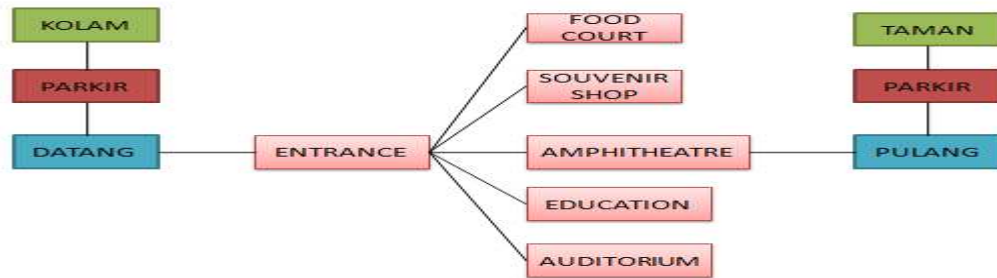 KOLAM
PARKIR
DATANG
ENTRANCE
FOOD
COURT
SOUVENIR
SHOP
AMPHITHEATRE
EDUCATION
AUDITORIUM
TAMAN
PARKIR
PULANG